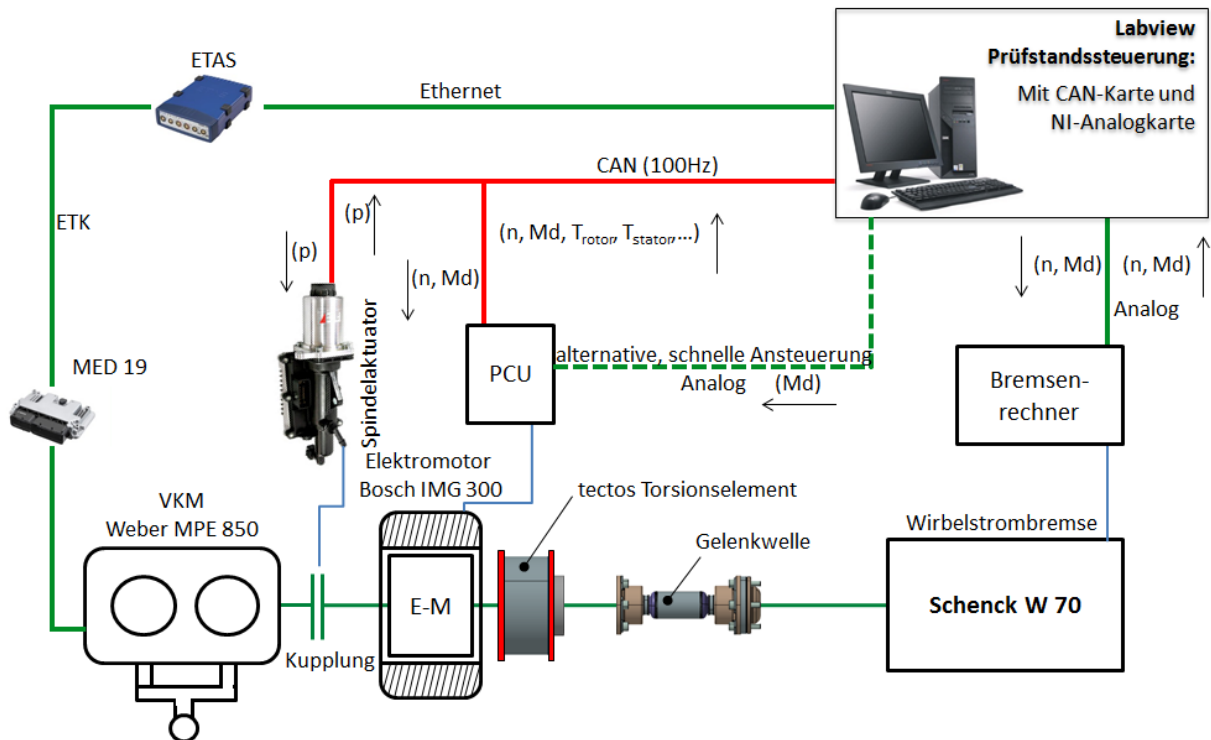 Labview
Prüfstandssteuerung:
Mit CAN-Karte und
NI-Analogkarte
ETAS
Ethernet
CAN (100Hz)
ETK
(p)
(p)
(n, Md, Trotor, Tstator,...)
(n, Md)
(n, Md)
(n, Md)
Analog
Spindelaktuator
MED 19
PCU
alternative, schnelle Ansteuerung
Analog
(Md)
Bremsen-
rechner
Elektromotor
Bosch IMG 300
tectos Torsionselement
VKM
Weber MPE 850
Gelenkwelle
Wirbelstrombremse
E-M
Schenck W 70
Kupplung